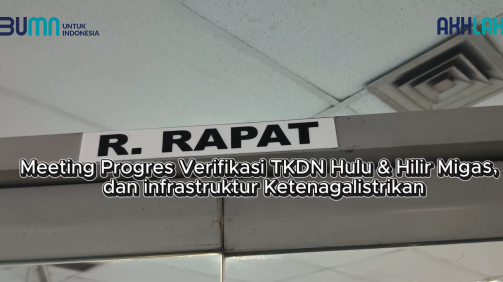 BUMN UNTUK
INDONESIA
AKHLAK
R. RAPAT
Meeting Progres Verifikasi TKDN Hulu & Hilir Migas,
dan infrastruktur Ketenagalistrikan